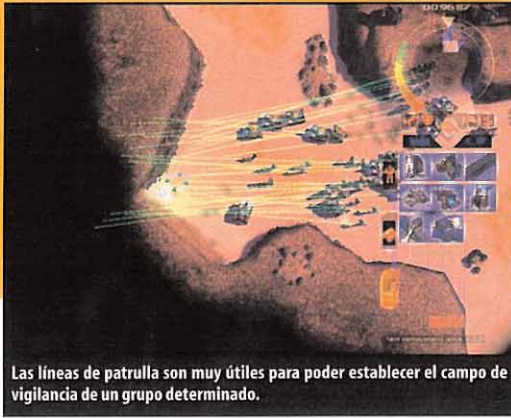 Las líneas de patrulla son muy útiles para poder establecer el campo de
vigilancia de un grupo determinado.